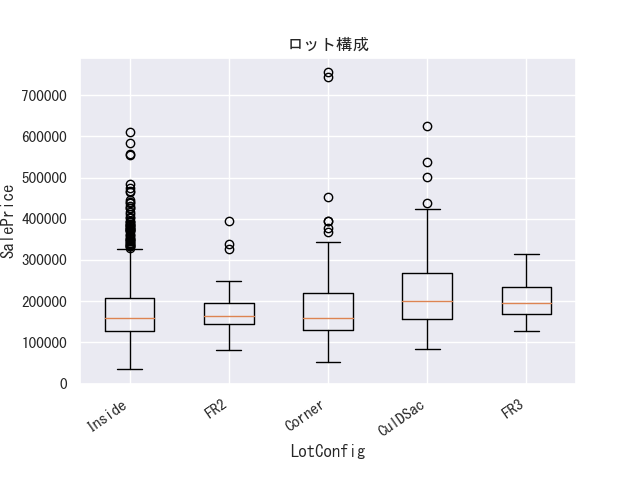 ロット構成
700000
600000
500000
400000
300000
200000
100000
0
SalePrice
Inside
FR2
Corner
CulDSac
FR3
LotConfig